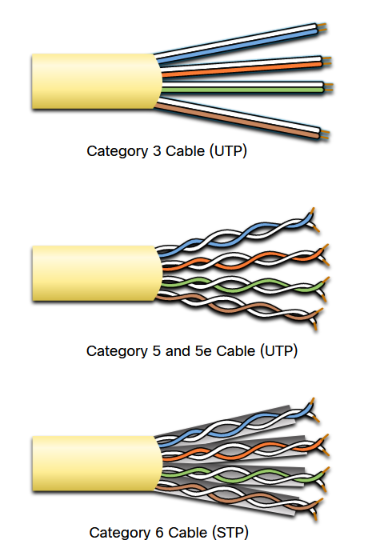 Category 3 Cable (UTP)
Category 5 and 5e Cable (UTP)
Category 6 Cable (STP)